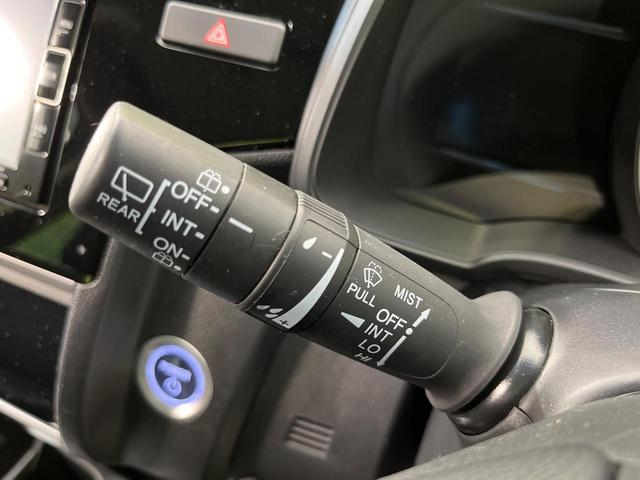 REAR
OFF
INT
ON
- 
+
PULL
MIST
OFF
INT
LO
HI